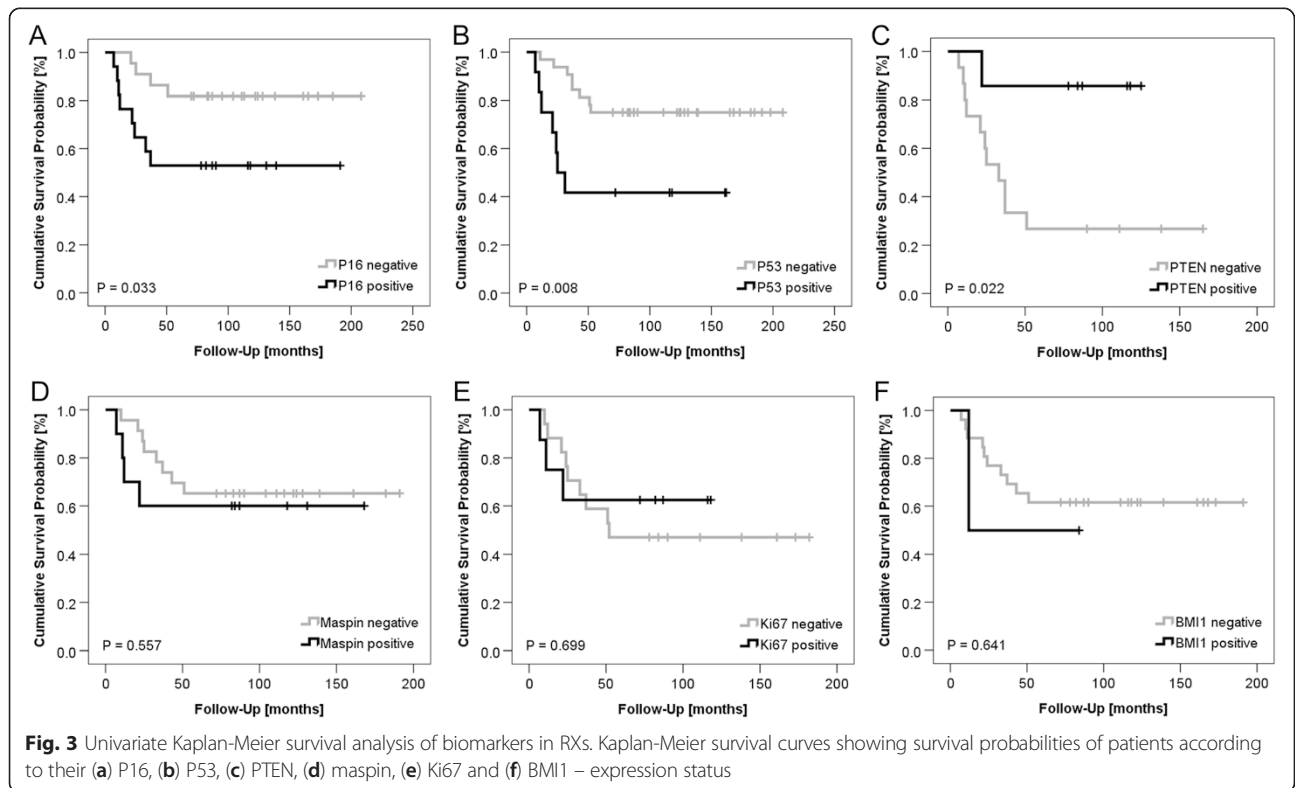 A
Cumulative Survival Probability [%]
1.0
0.8
0.6
0.4
0.2
0.0
P16 negative
P16 positive
P = 0.033
0 50 100 150 200 250
Follow-Up [months]
B
Cumulative Survival Probability [%]
1.0
0.8
0.6
0.4
0.2
0.0
P53 negative
P53 positive
P = 0.008
0 50 100 150 200 250
Follow-Up [months]
C
Cumulative Survival Probability [%]
1.0
0.8
0.6
0.4
0.2
0.0
PTEN negative
PTEN positive
P = 0.022
0 50 100 150 200
Follow-Up [months]
D
Cumulative Survival Probability [%]
1.0
0.8
0.6
0.4
0.2
0.0
Maspin negative
Maspin positive
P = 0.557
0 50 100 150 200
Follow-Up [months]
E
Cumulative Survival Probability [%]
1.0
0.8
0.6
0.4
0.2
0.0
Ki67 negative
Ki67 positive
P = 0.699
0 50 100 150 200
Follow-Up [months]
F
Cumulative Survival Probability [%]
1.0
0.8
0.6
0.4
0.2
0.0
BMI1 negative
BMI1 positive
P = 0.641
0 50 100 150 200
Follow-Up [months]
Fig. 3 Univariate Kaplan-Meier survival analysis of biomarkers in RXs. Kaplan-Meier survival curves showing survival probabilities of patients according
to their (a) P16, (b) P53, (c) PTEN, (d) maspin, (e) Ki67 and (f) BMI1 – expression status